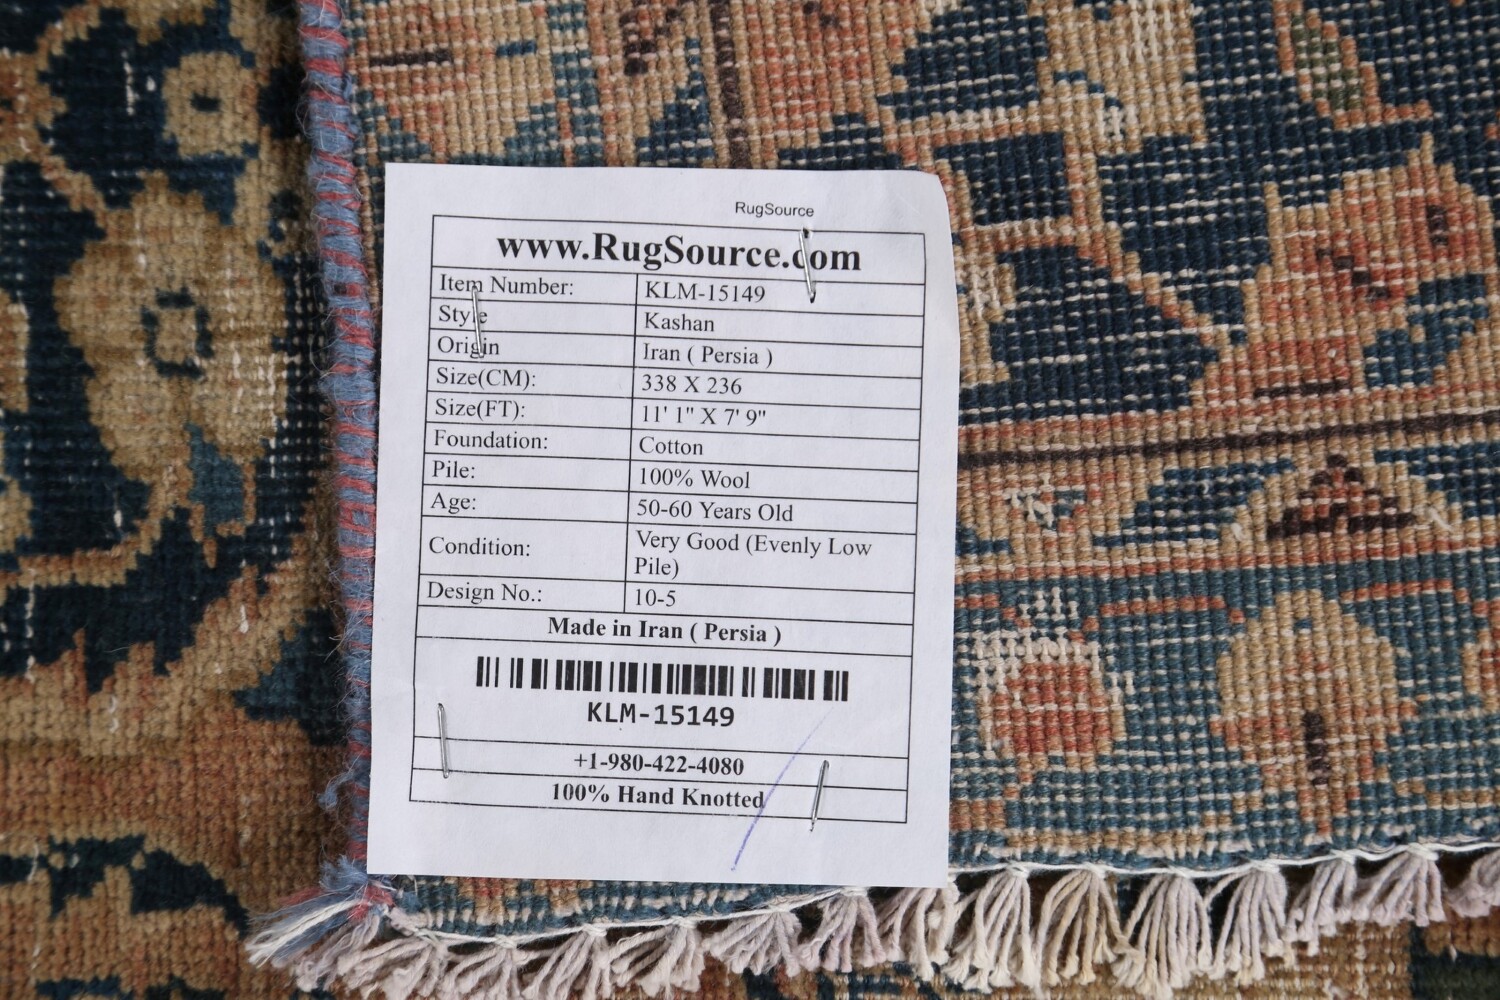 RugSource
www.RugSource.com
Item Number: KLM-15149
Style Kashan
Origin Iran ( Persia )
Size(CM): 338 X 236
Size(FT): 11' 1" X 7' 9"
Foundation: Cotton
Pile: 100% Wool
Age: 50-60 Years Old
Condition: Very Good (Evenly Low
Pile)
Design No.: 10-5
Made in Iran ( Persia )
KLM-15149
+1-980-422-4080
100% Hand Knotted